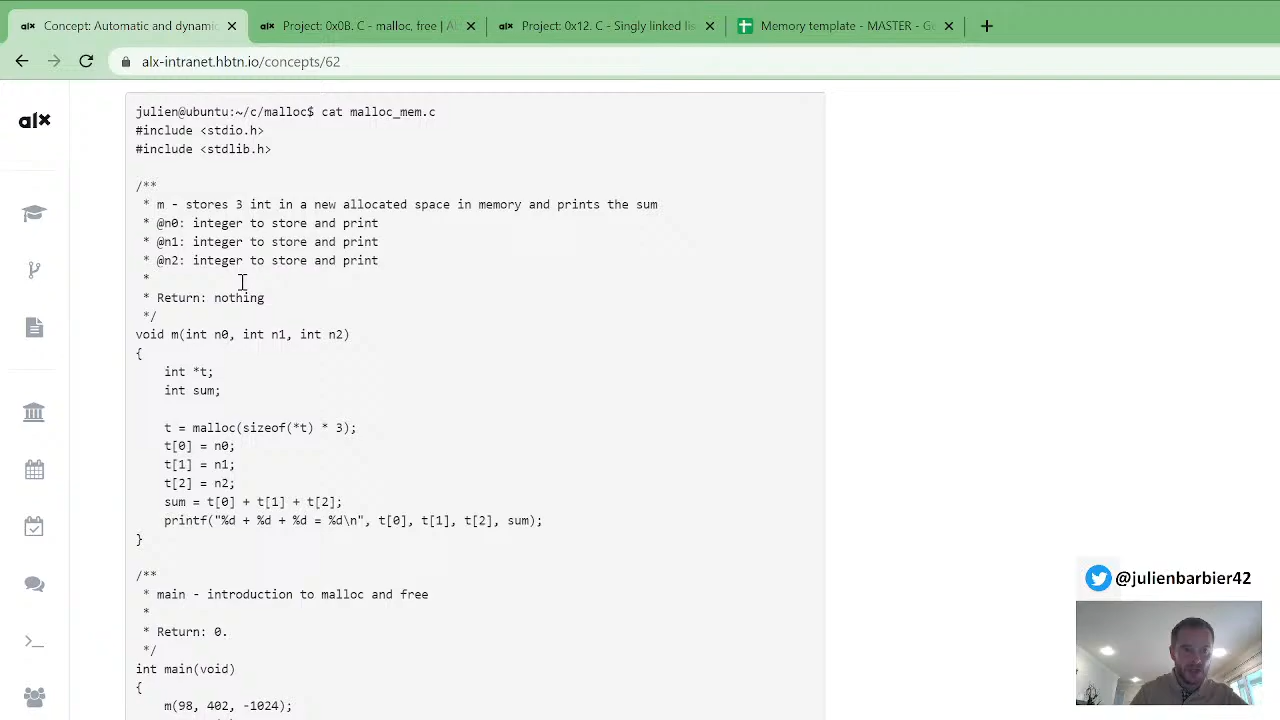 Concept: Automatic and dynamic
Project: 0x0B. C - malloc, free | Al
Project: 0x12. C - Singly linked lis
Memory template - MASTER - Go
alx-intranet.hbtn.io/concepts/62
alx
julien@ubuntu:~/c/malloc$ cat malloc_mem.c
#include <stdio.h>
#include <stdlib.h>
/**
* m - stores 3 int in a new allocated space in memory and prints the sum
* @n0: integer to store and print
* @n1: integer to store and print
* @n2: integer to store and print
*
* Return: nothing
*/
void m(int n0, int n1, int n2)
{
int *t;
int sum;
t = malloc(sizeof(*t) * 3);
t[0] = n0;
t[1] = n1;
t[2] = n2;
sum = t[0] + t[1] + t[2];
printf("%d + %d + %d = %d\n", t[0], t[1], t[2], sum);
}
/**
* main - introduction to malloc and free
*
* Return: 0.
*/
int main(void)
{
m(98, 402, -1024);
@julienbarbier42